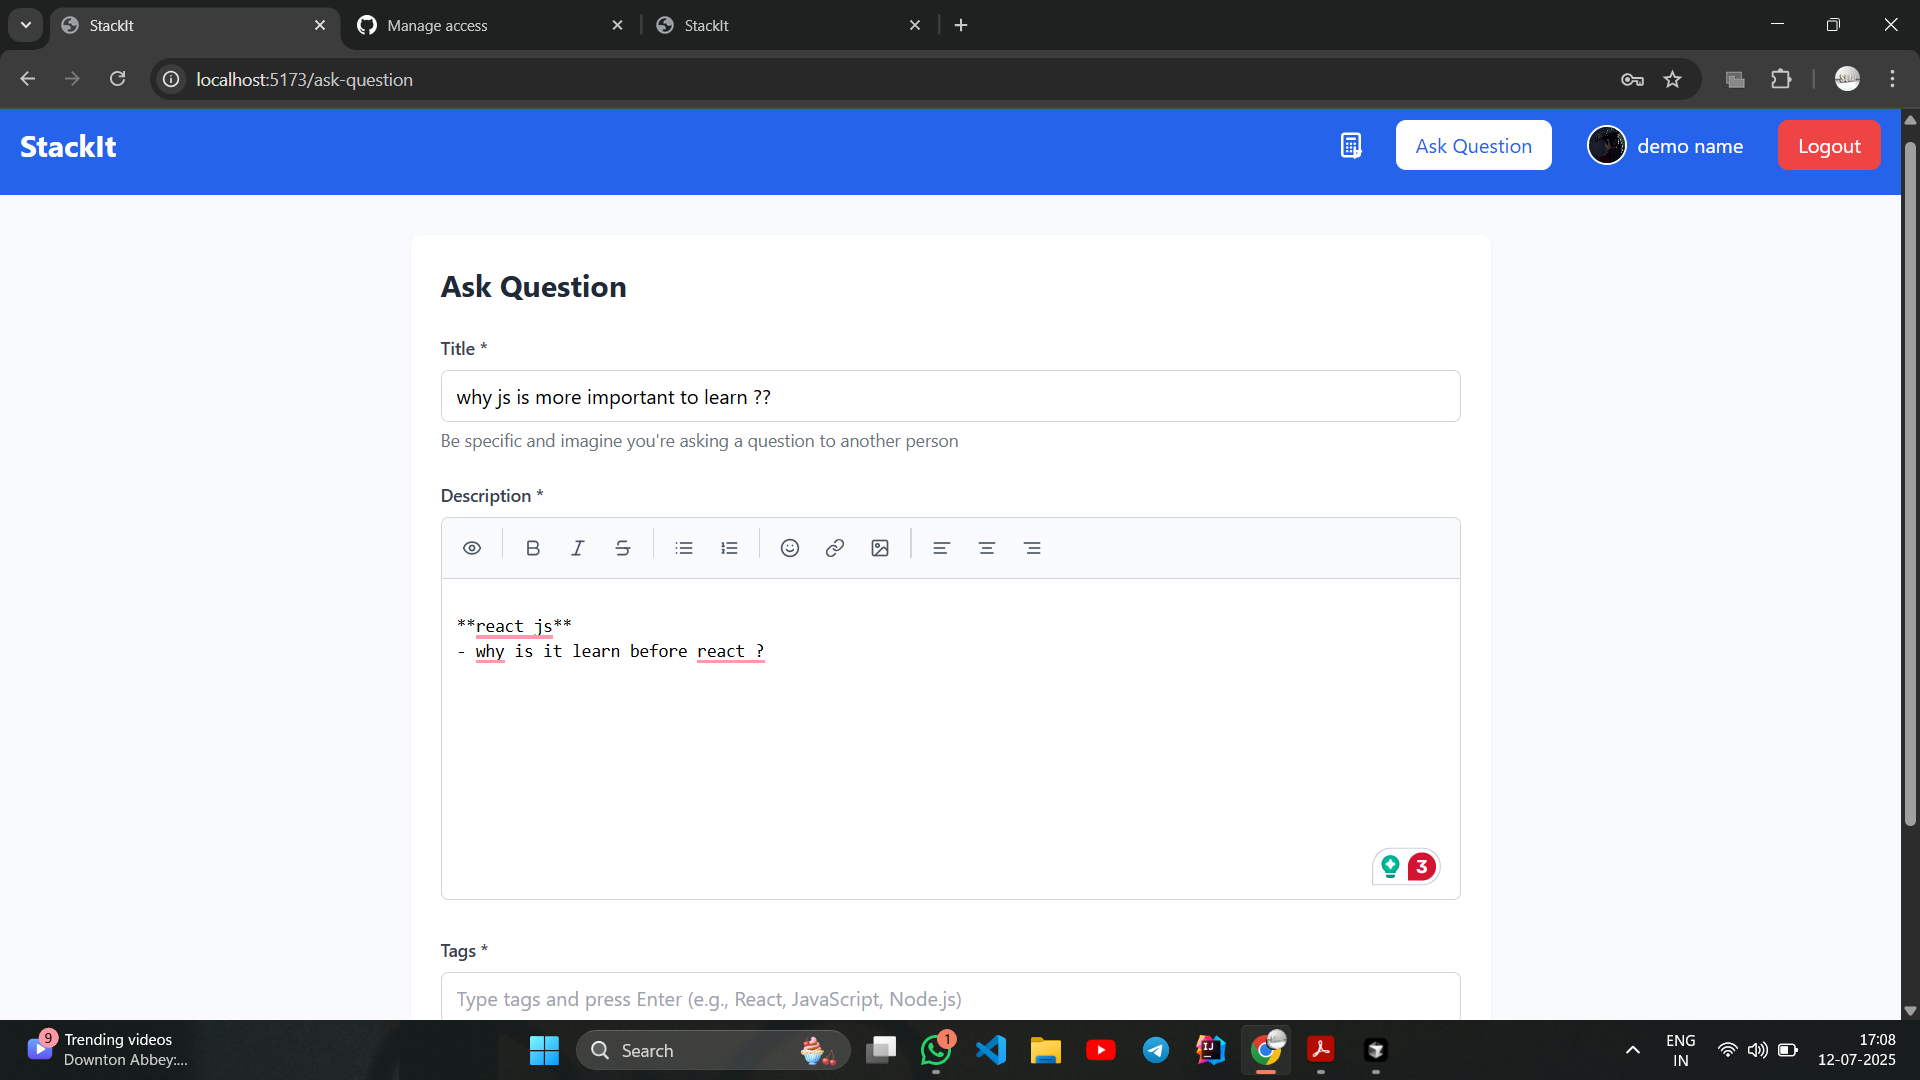 StackIt
Manage access
StackIt
localhost:5173/ask-question
StackIt
Ask Question
demo name
Logout
Ask Question
Title *
why js is more important to learn ??
Be specific and imagine you're asking a question to another person
Description *
**react js**
- why is it learn before react ?
3
Tags *
Type tags and press Enter (e.g., React, JavaScript, Node.js)
9
Trending videos
Downton Abbey:...
Search
1
IJ
ENG
IN
17:08
12-07-2025